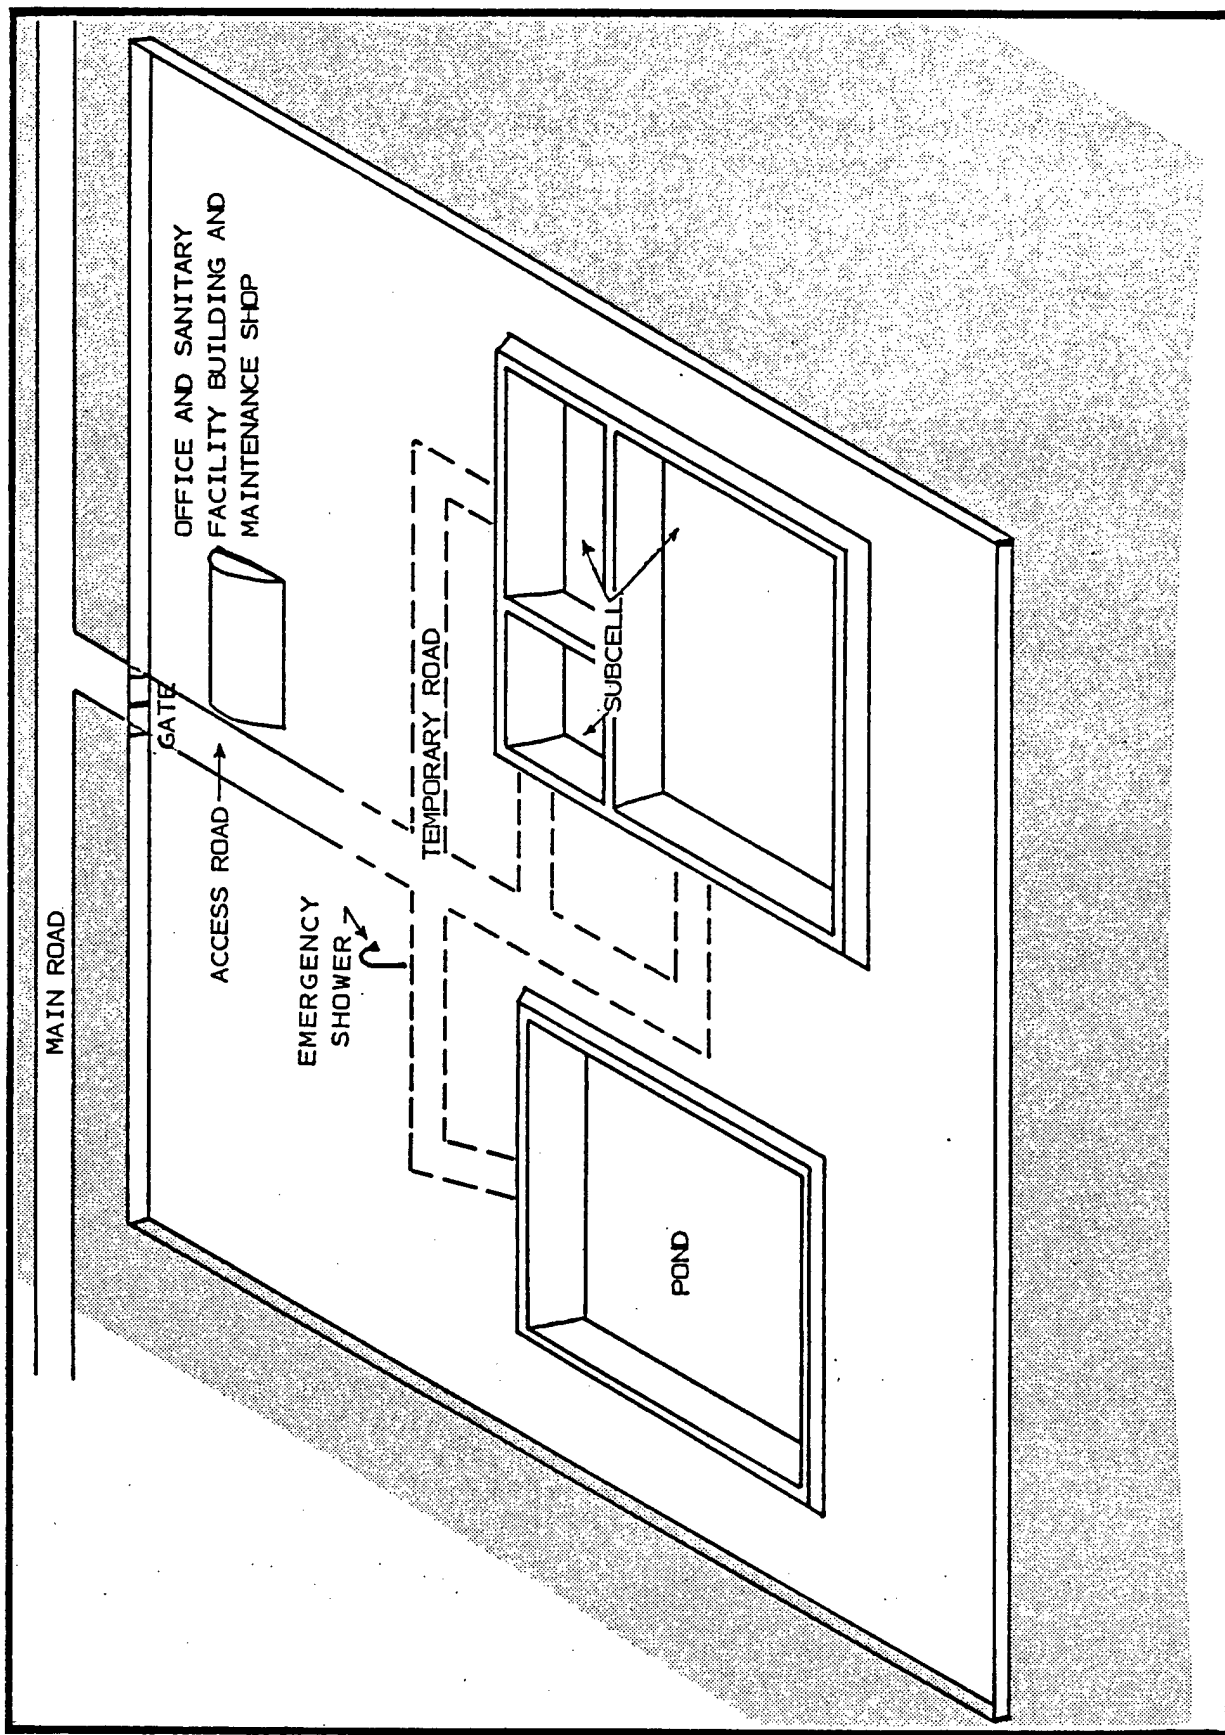 MAIN ROAD
GATE
ACCESS ROAD
OFFICE AND SANITARY
FACILITY BUILDING AND
MAINTENANCE SHOP
EMERGENCY
SHOWER
TEMPORARY ROAD
SUBCELL
POND